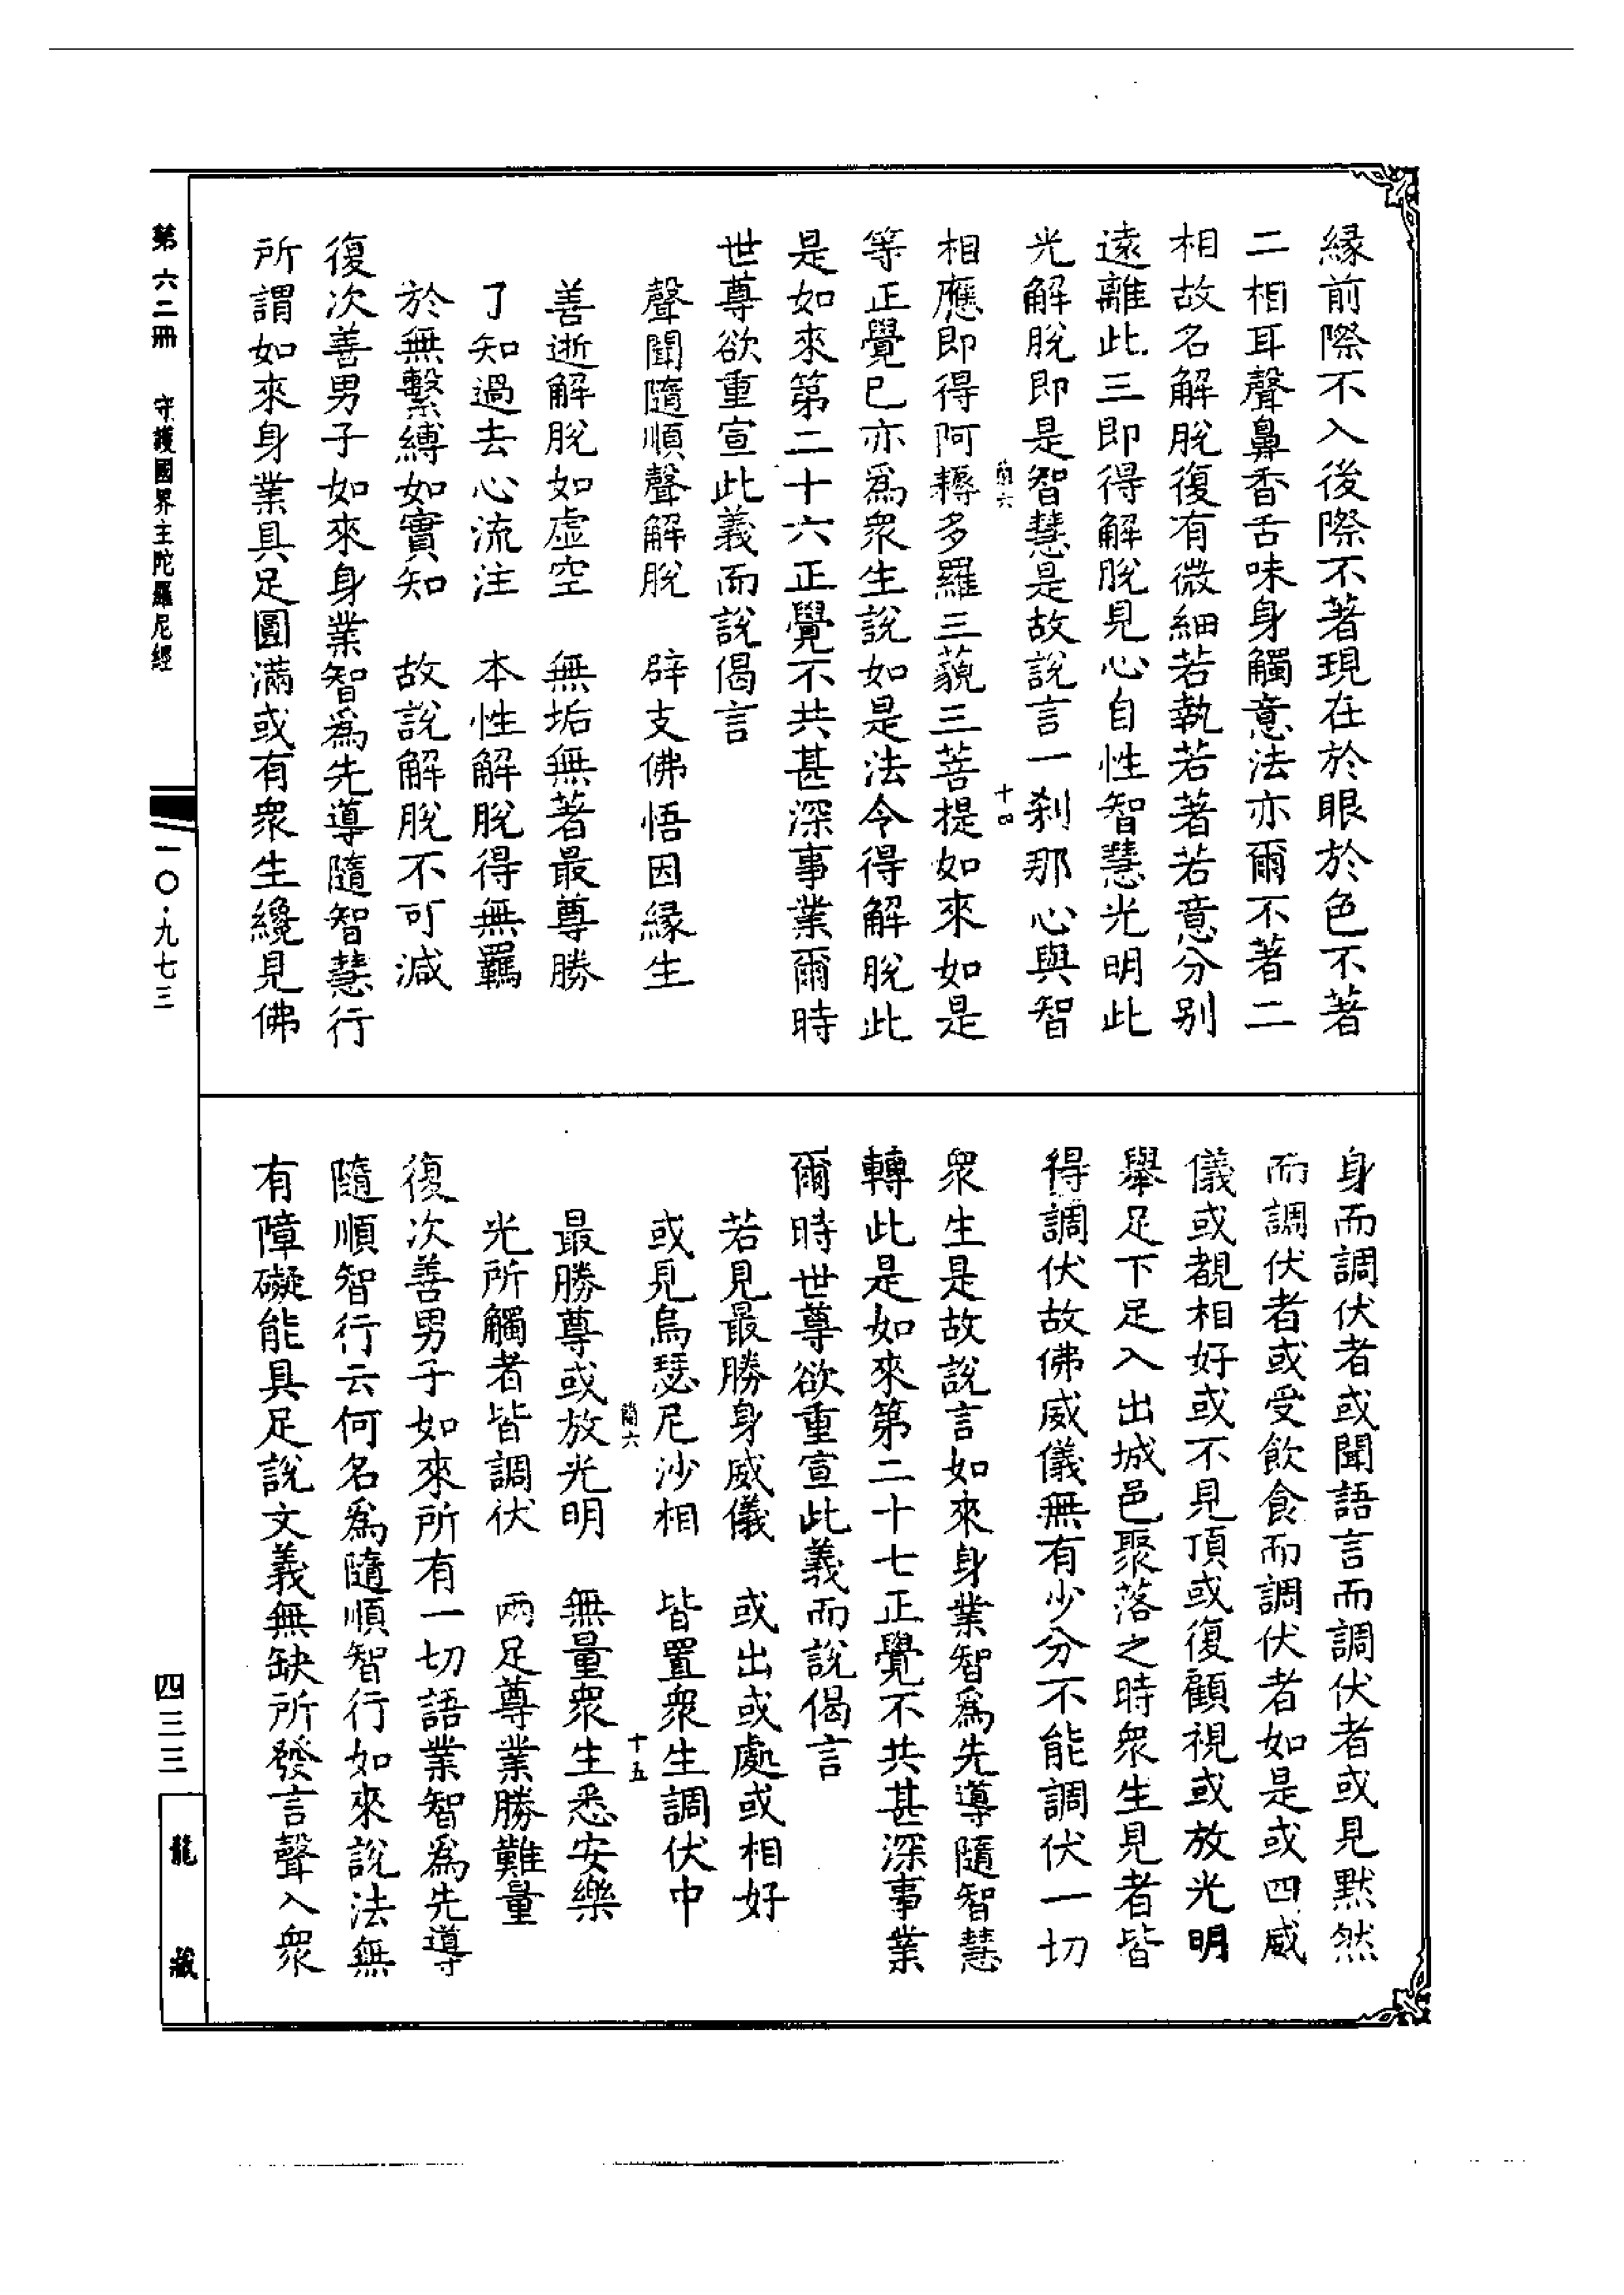 緣前際不入後際不著現在於眼於色不著
二相耳聲鼻香舌味身觸意法亦爾不著二
相故名解脫復有微細若執若著若意分別
遠離此三即得解脫見心自性智慧光明此
光解脫即是智慧是故說言一剎那心與智
簡六
十四
相應即得阿耨多羅三藐三菩提如來如是
等正覺已亦爲衆生說如是法令得解脫此
是如來第二十六正覺不共甚深事業爾時
世尊欲重宣此義而說偈言
聲聞隨順聲解脫　辟支佛悟因緣生
善逝解脫如虛空　無垢無著最尊勝
了知過去心流注　本性解脫得無羈
於無繫縛如實知　故說解脫不可減
復次善男子如來身業智爲先導隨智慧行
所謂如來身業具足圓滿或有衆生纔見佛
身而調伏者或聞語言而調伏者或見默然
而調伏者或受飲食而調伏者如是或四威
儀或覩相好或不見頂或復顧視或放光明
舉足下足入出城邑聚落之時衆生見者皆
得調伏故佛威儀無有少分不能調伏一切
衆生是故說言如來身業智爲先導隨智慧
轉此是如來第二十七正覺不共甚深事業
爾時世尊欲重宣此義而說偈言
若見最勝身威儀　或出或處或相好
或見烏瑟尼沙相　皆置衆生調伏中
簡六
十五
最勝尊或放光明　無量衆生悉安樂
光所觸者皆調伏　兩足尊業勝難量
復次善男子如來所有一切語業智爲先導
隨順智行云何名爲隨順智行如來說法無
有障礙能具足說文義無缺所發言聲入衆
第六二冊　守護國界主陀羅尼經
一〇·九七三
四三三
龍藏